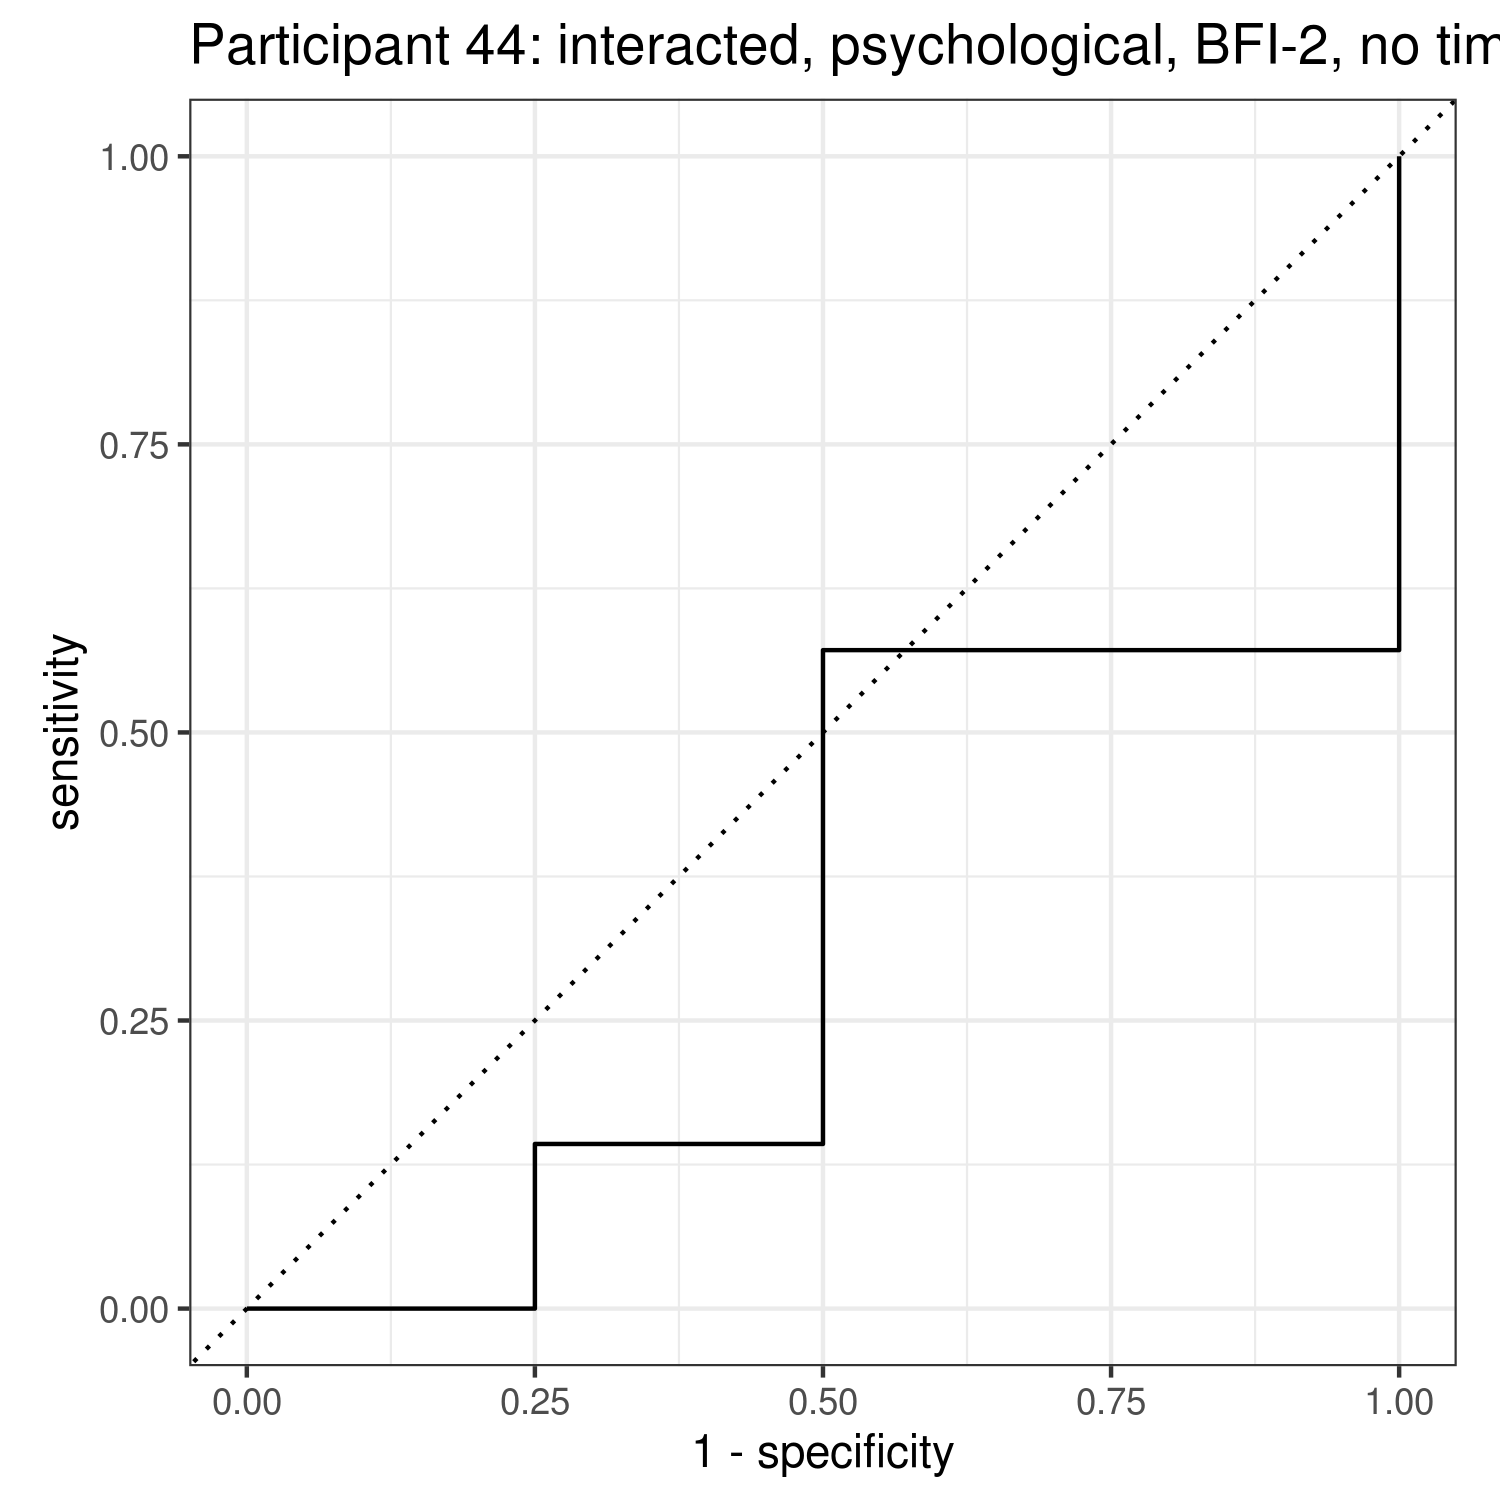 Participant 44: interacted, psychological, BFI-2, no tim
1.00
0.75
0.50
0.25
0.00
sensitivity
0.00 0.25 0.50 0.75 1.00
1 - specificity